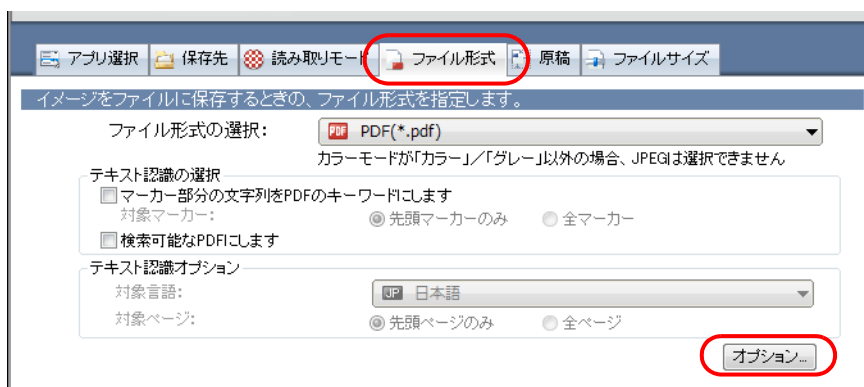 アプリ選択 保存先 読み取りモード ファイル形式 原稿 ファイルサイズ
イメージをファイルに保存するときの、ファイル形式を指定します。
ファイル形式の選択: PDF PDF(*.pdf)
カラーモードが「カラー」／「グレー」以外の場合、JPEGは選択できません
テキスト認識の選択
マーカー部分の文字列をPDFのキーワードにします
対象マーカー: 先頭マーカーのみ 全マーカー
検索可能なPDFにします
テキスト認識オプション
対象言語: JP 日本語
対象ページ: 先頭ページのみ 全ページ
オプション...